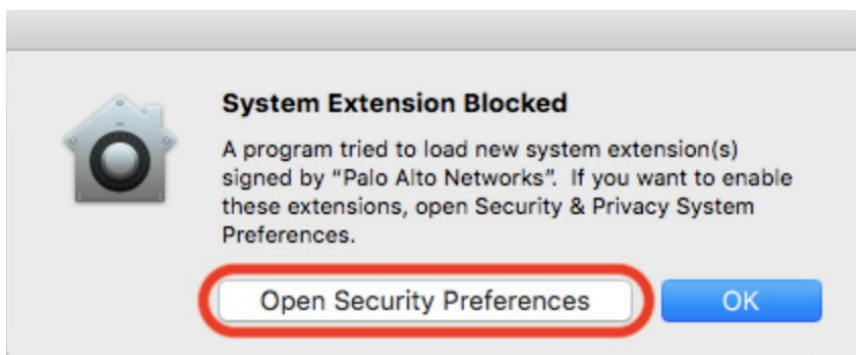 System Extension Blocked
A program tried to load new system extension(s)
signed by “Palo Alto Networks”.  If you want to enable
these extensions, open Security & Privacy System
Preferences.
Open Security Preferences
OK